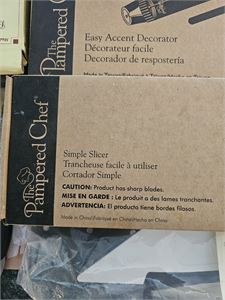 The
Pampered Chef®
Easy Accent Decorator
Décorateur facile
Decorador de respostería
The
Pampered Chef®
Simple Slicer
Trancheuse facile à utiliser
Cortador Simple
CAUTION: Product has sharp blades.
MISE EN GARDE : Le produit a des lames tranchantes.
ADVERTENCIA: El producto tiene bordes filosos.
Made in China/Fabriqué en Chine/Hecho en China